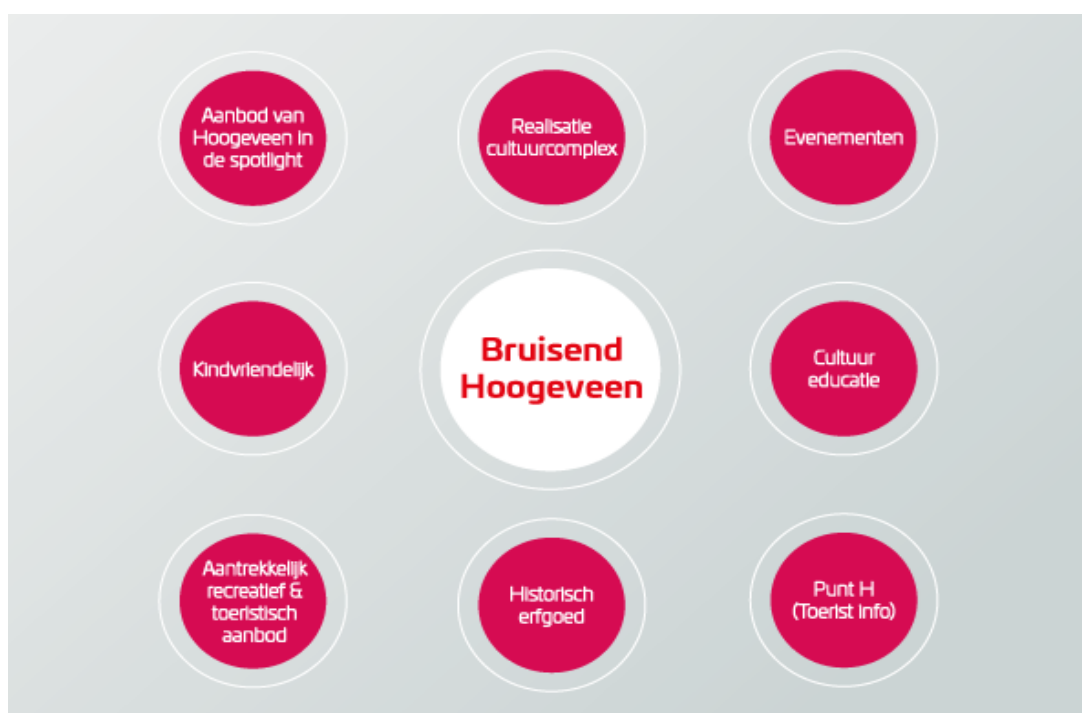 Aanbod van
Hoogeveen in
de spotlight
Realisatie
cultuurcomplex
Evenementen
Kindvriendelijk
Bruisend
Hoogeveen
Cultuur
educatie
Aantrekkelijk
recreatief &
toeristisch
aanbod
Historisch
erfgoed
Punt H
(Toerist info)